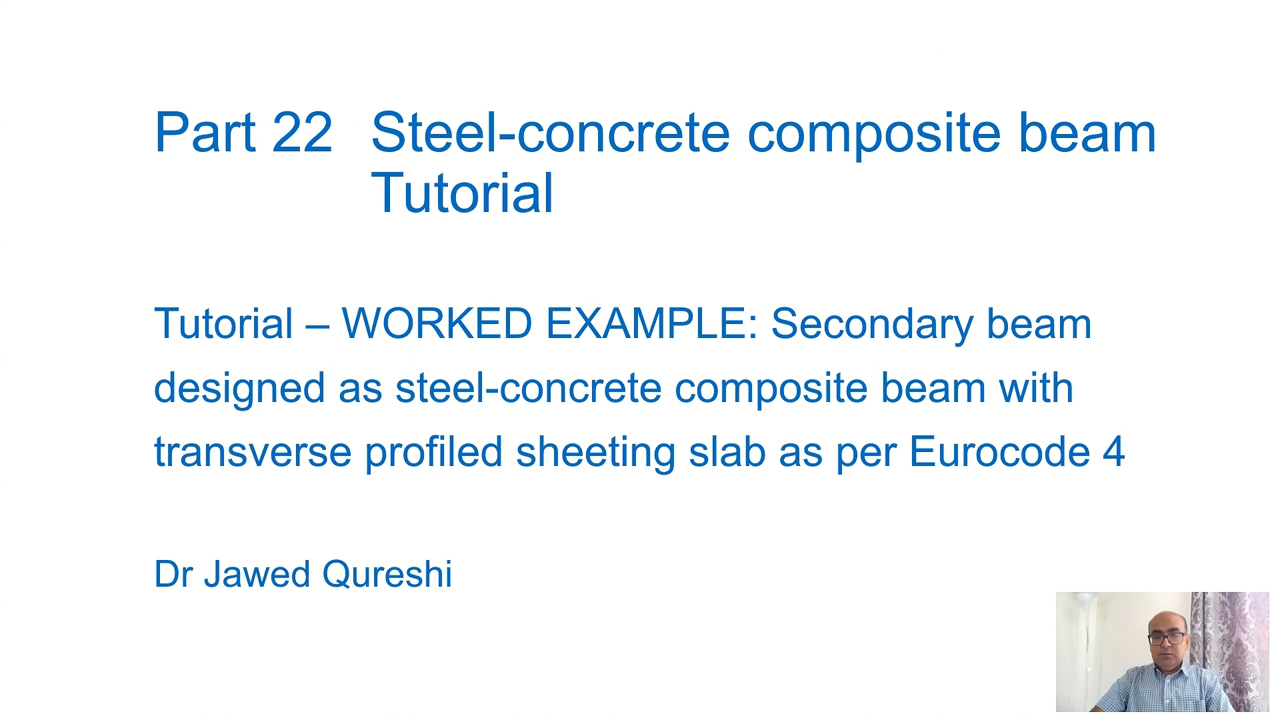 Part 22 Steel-concrete composite beam
Tutorial
Tutorial – WORKED EXAMPLE: Secondary beam
designed as steel-concrete composite beam with
transverse profiled sheeting slab as per Eurocode 4
Dr Jawed Qureshi